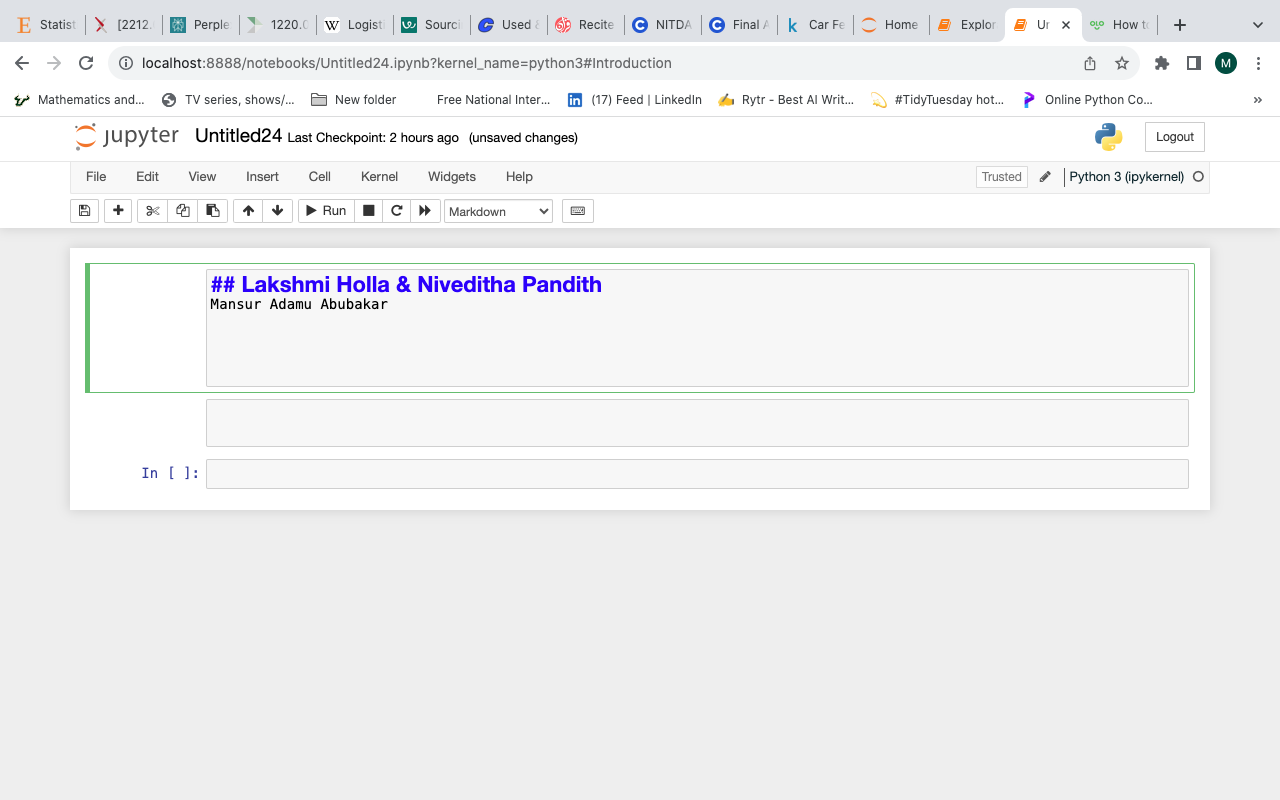 Statist [2212. Perple 1220.0 Logisti Sourci Used & Recite NITDA Final A Car Fe Home Explor Un How to
localhost:8888/notebooks/Untitled24.ipynb?kernel_name=python3#Introduction M
Mathematics and... TV series, shows/... New folder Free National Inter... (17) Feed | LinkedIn Rytr - Best AI Writ... #TidyTuesday hot... Online Python Co... »
jupyter Untitled24 Last Checkpoint: 2 hours ago (unsaved changes) Logout
File Edit View Insert Cell Kernel Widgets Help Trusted Python 3 (ipykernel)
Run Markdown
## Lakshmi Holla & Niveditha Pandith
Mansur Adamu Abubakar
In [ ]: